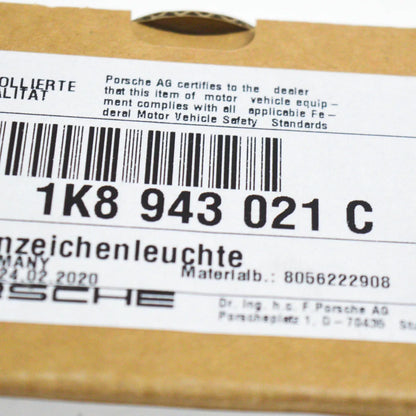 OLLIERTE
ALITÄT
Porsche AG certifies to the dealer
that this item of motor vehicle equip-
ment complies with all applicable Fe-
deral Motor Vehicle Safety Standards
1K8 943 021 C
nzeichenleuchte
MANY
24.02.2020
Materialb.: 8056222908
RSCHE
Dr. Ing. h.c. F. Porsche AG
Porscheplatz 1, D-70435 Stu